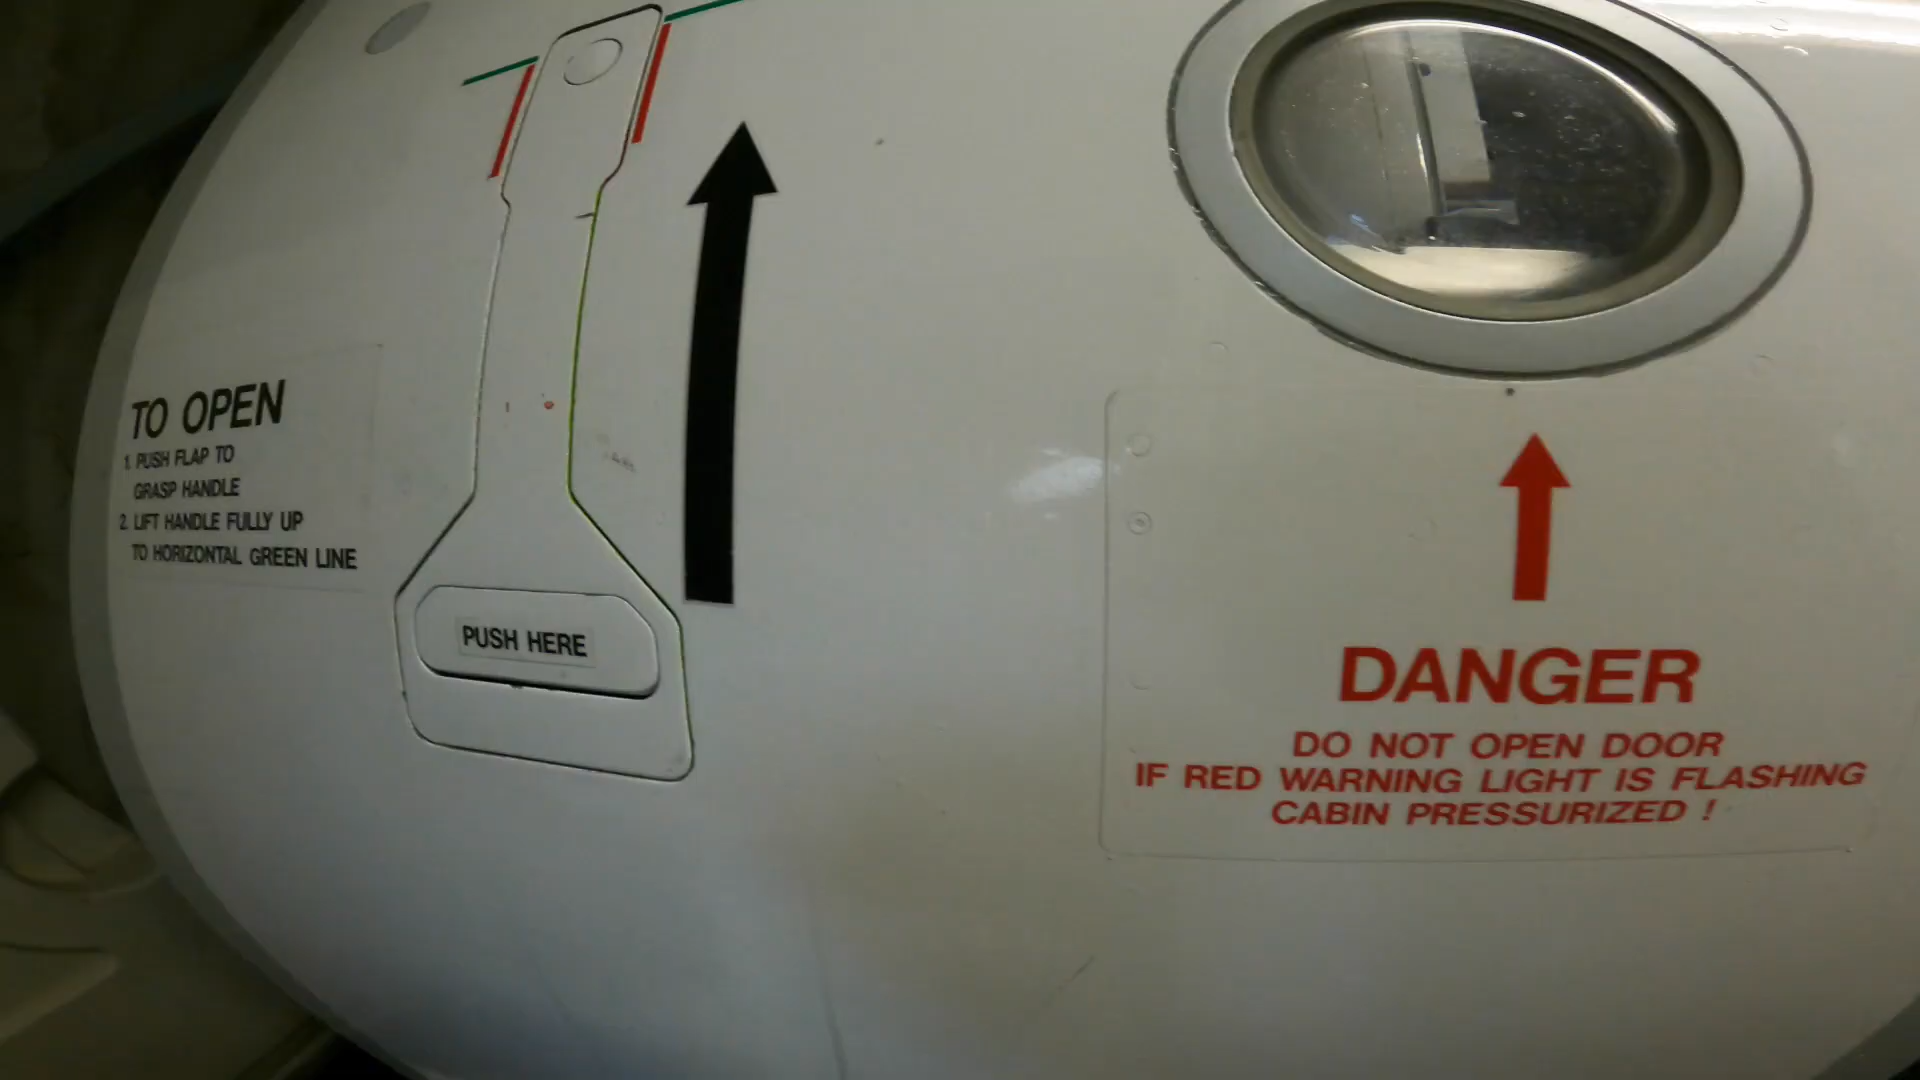 TO OPEN
1. PUSH FLAP TO
GRASP HANDLE
2. LIFT HANDLE FULLY UP
TO HORIZONTAL GREEN LINE
PUSH HERE
DANGER
DO NOT OPEN DOOR
IF RED WARNING LIGHT IS FLASHING
CABIN PRESSURIZED !